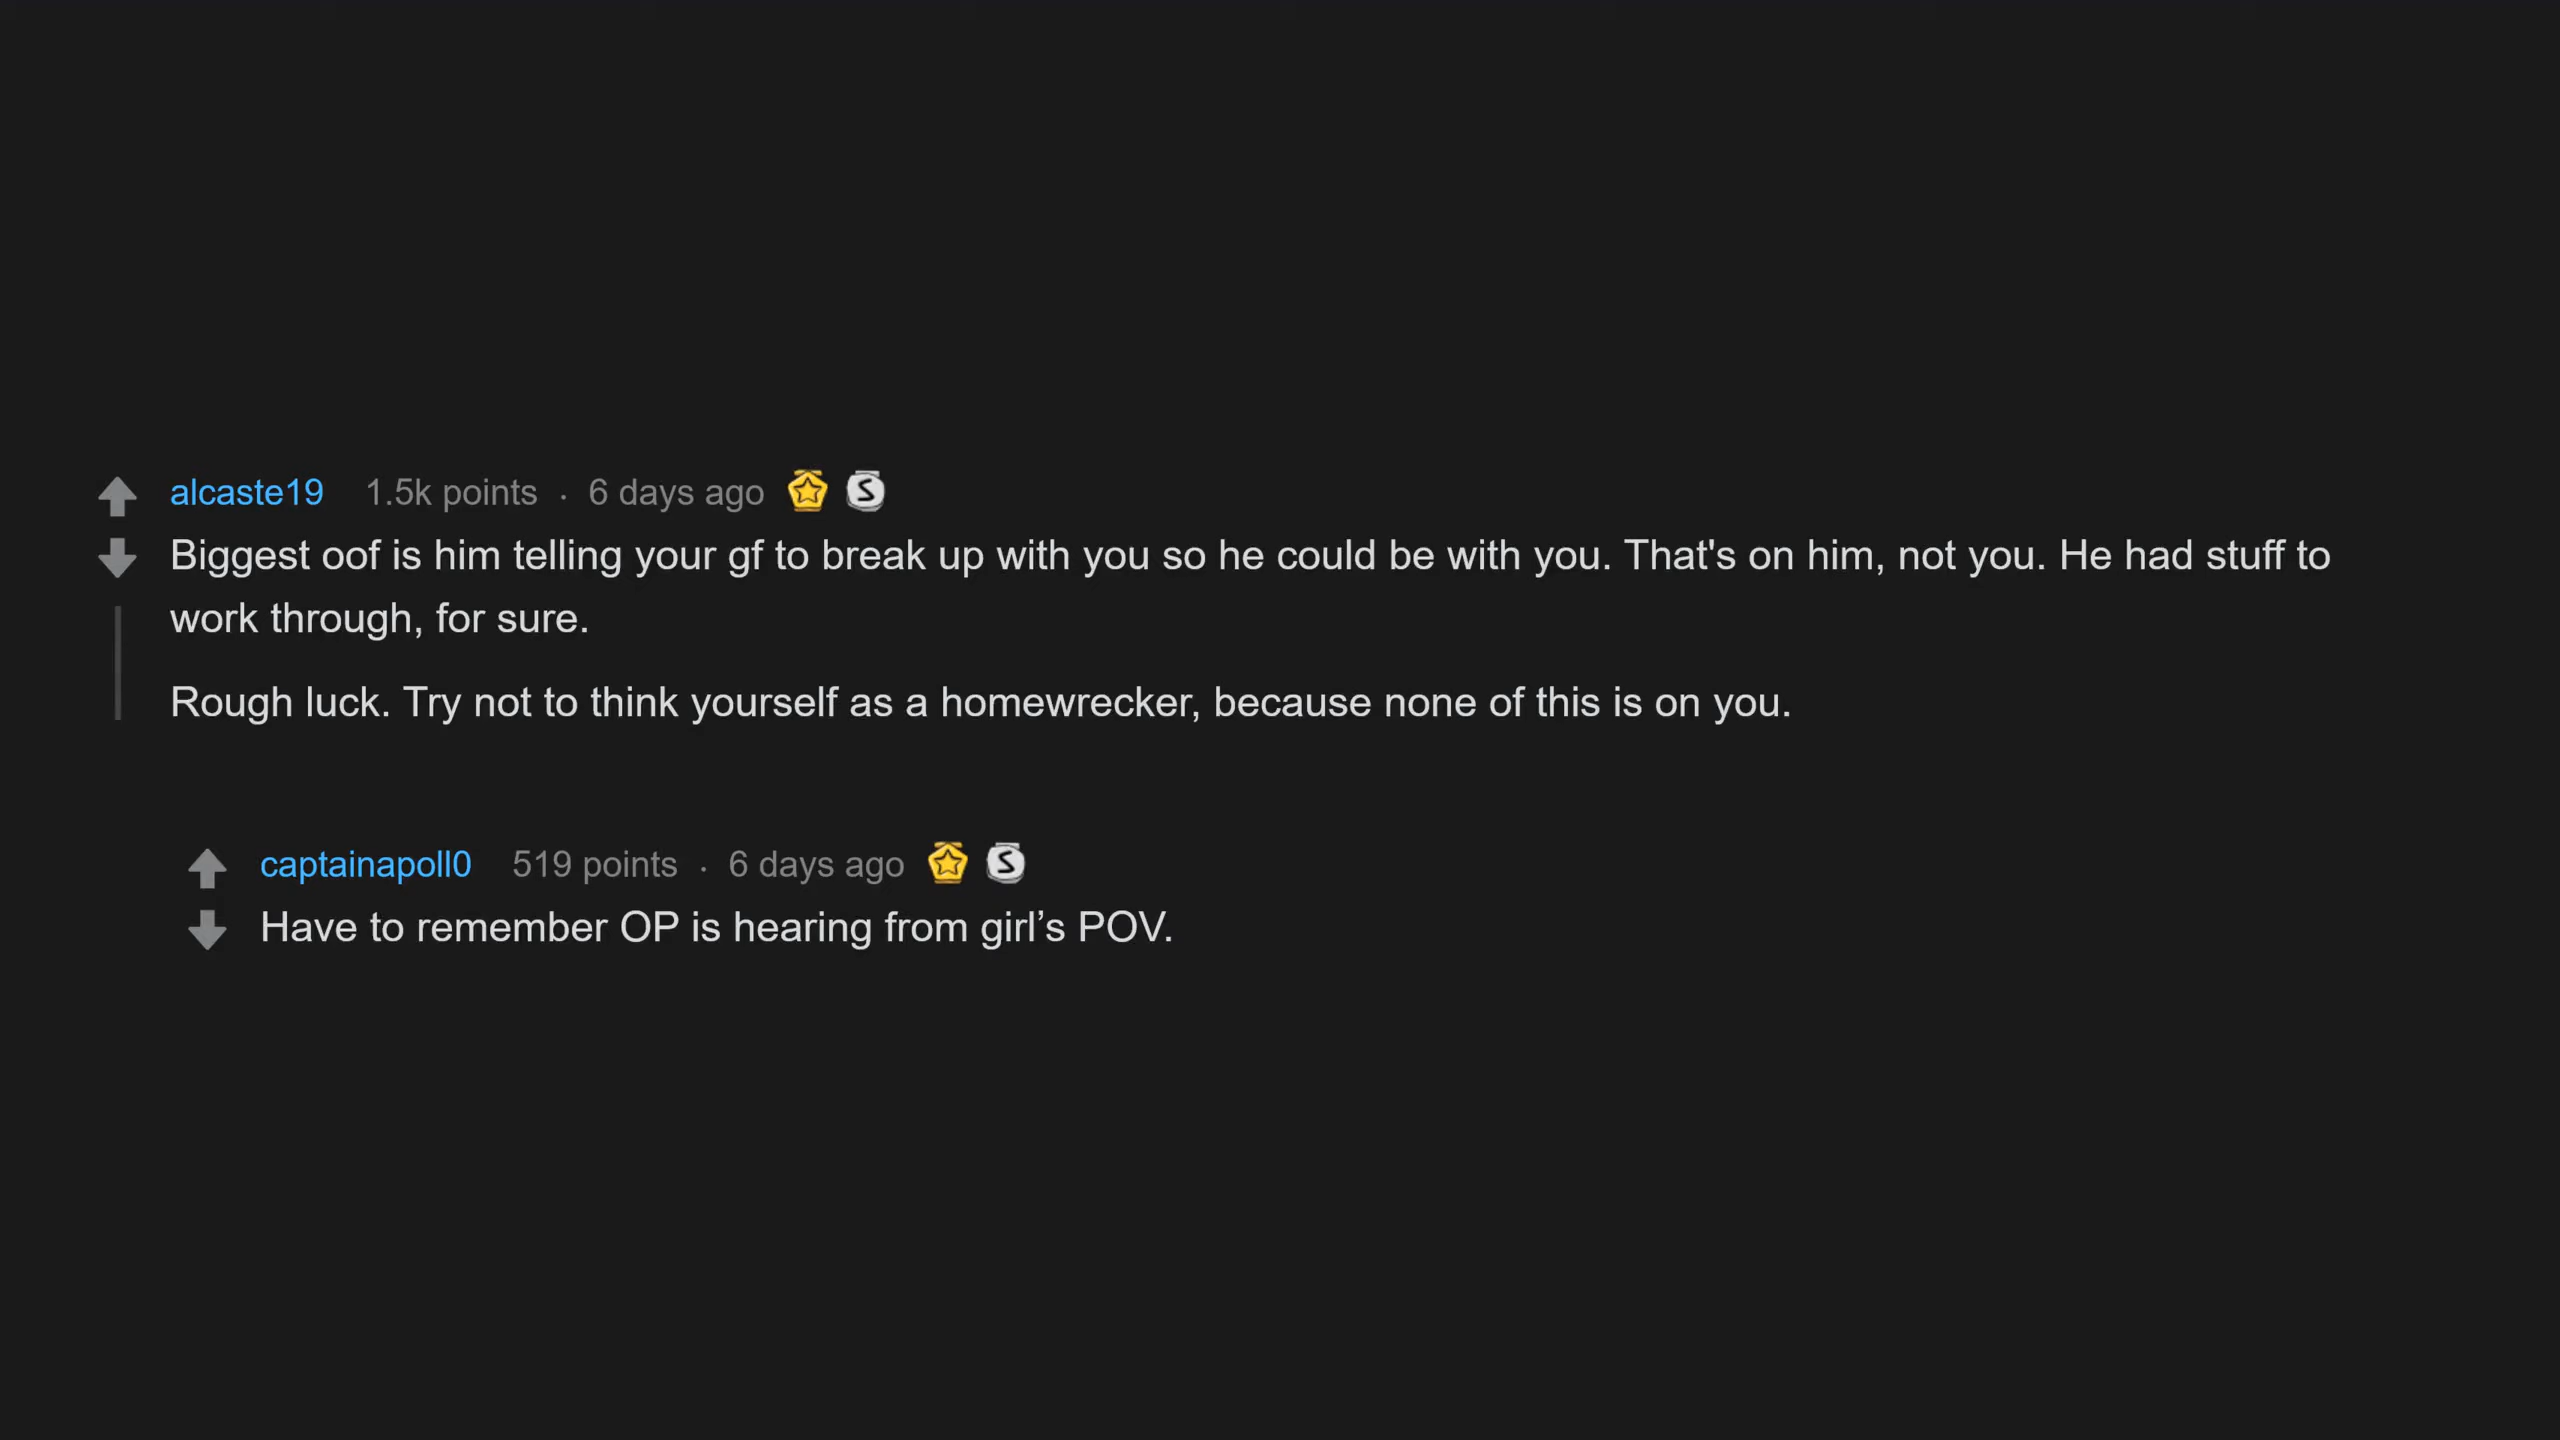 alcaste19 1.5k points · 6 days ago
Biggest oof is him telling your gf to break up with you so he could be with you. That's on him, not you. He had stuff to
work through, for sure.
Rough luck. Try not to think yourself as a homewrecker, because none of this is on you.
captainapoll0 519 points · 6 days ago
Have to remember OP is hearing from girl’s POV.